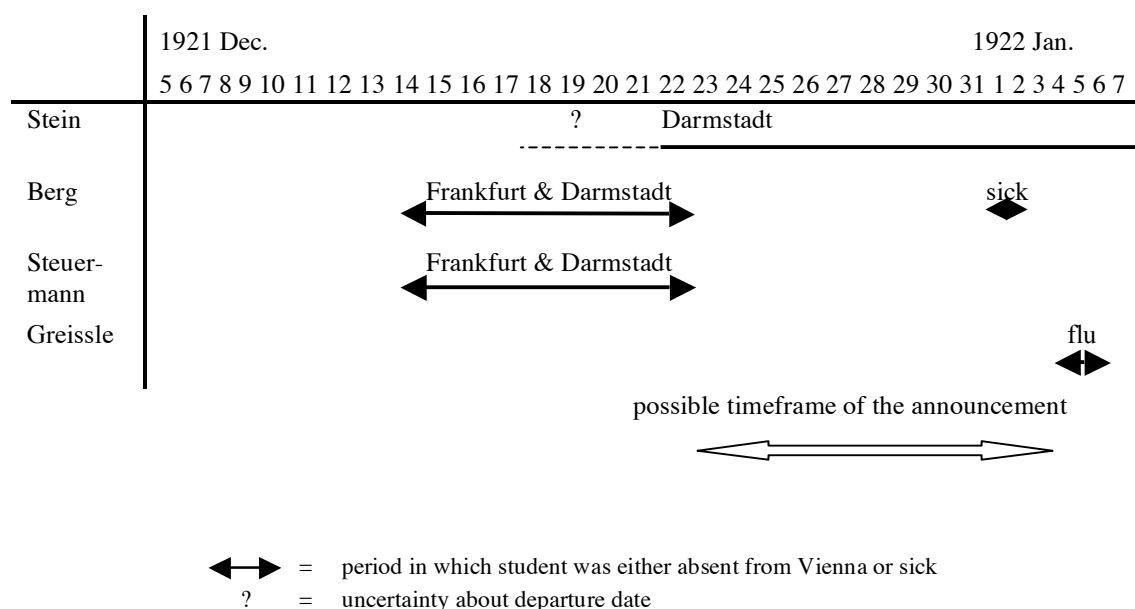 1921 Dec. 1922 Jan.
5 6 7 8 9 10 11 12 13 14 15 16 17 18 19 20 21 22 23 24 25 26 27 28 29 30 31 1 2 3 4 5 6 7
Stein ? Darmstadt
Berg Frankfurt & Darmstadt sick
Steuer- Frankfurt & Darmstadt
mann
Greissle flu
possible timeframe of the announcement
= period in which student was either absent from Vienna or sick
? = uncertainty about departure date